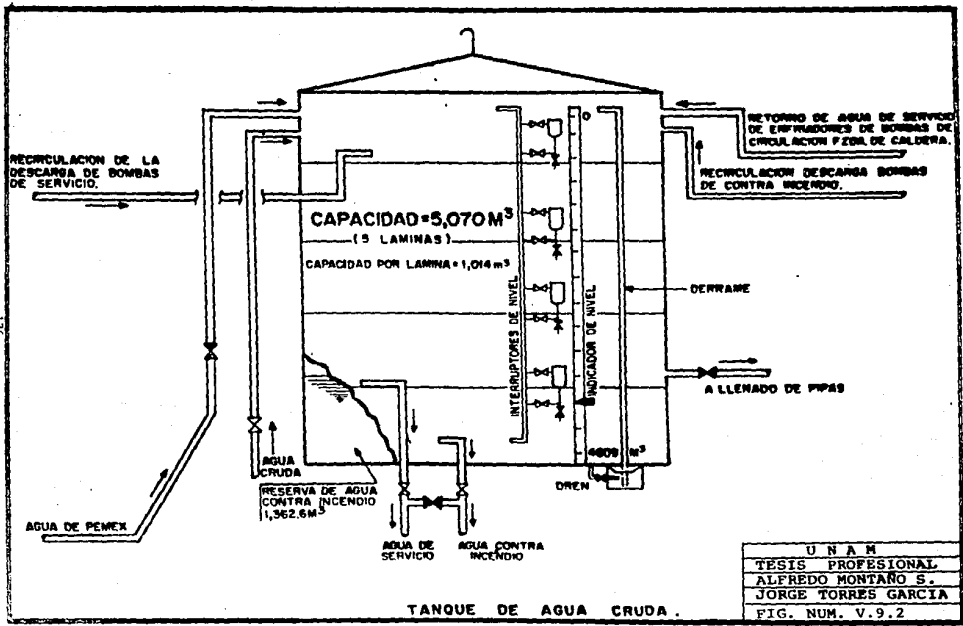 RETORNO DE AGUA DE SERVICIO
DE ENFRIADORES DE BOMBAS DE
CIRCULACION FZDA. DE CALDERA.
RECIRCULACION DE LA
DESCARGA DE BOMBAS
DE SERVICIO.
RECIRCULACION DESCARGA BOMBAS
DE CONTRA INCENDIO.
CAPACIDAD=5,070 M³
(5 LAMINAS)
CAPACIDAD POR LAMINA=1,014 m³
INTERRUPTORES DE NIVEL
INDICADOR DE NIVEL
0
DERRAME
A LLENADO DE PIPAS
4609 M³
DREN
AGUA
CRUDA
RESERVA DE AGUA
CONTRA INCENDIO
1,362.6M³
AGUA DE PEMEX
AGUA DE
SERVICIO
AGUA CONTRA
INCENDIO
TANQUE DE AGUA CRUDA.
U N A M
TESIS PROFESIONAL
ALFREDO MONTAÑO S.
JORGE TORRES GARCIA
FIG. NUM. V.9.2